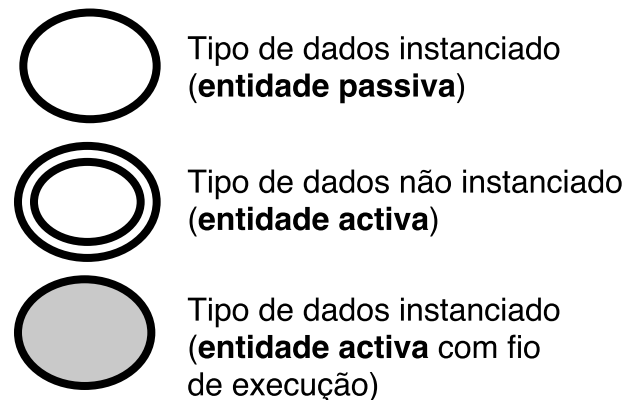 Tipo de dados instanciado
(entidade passiva)
Tipo de dados não instanciado
(entidade activa)
Tipo de dados instanciado
(entidade activa com fio
de execução)